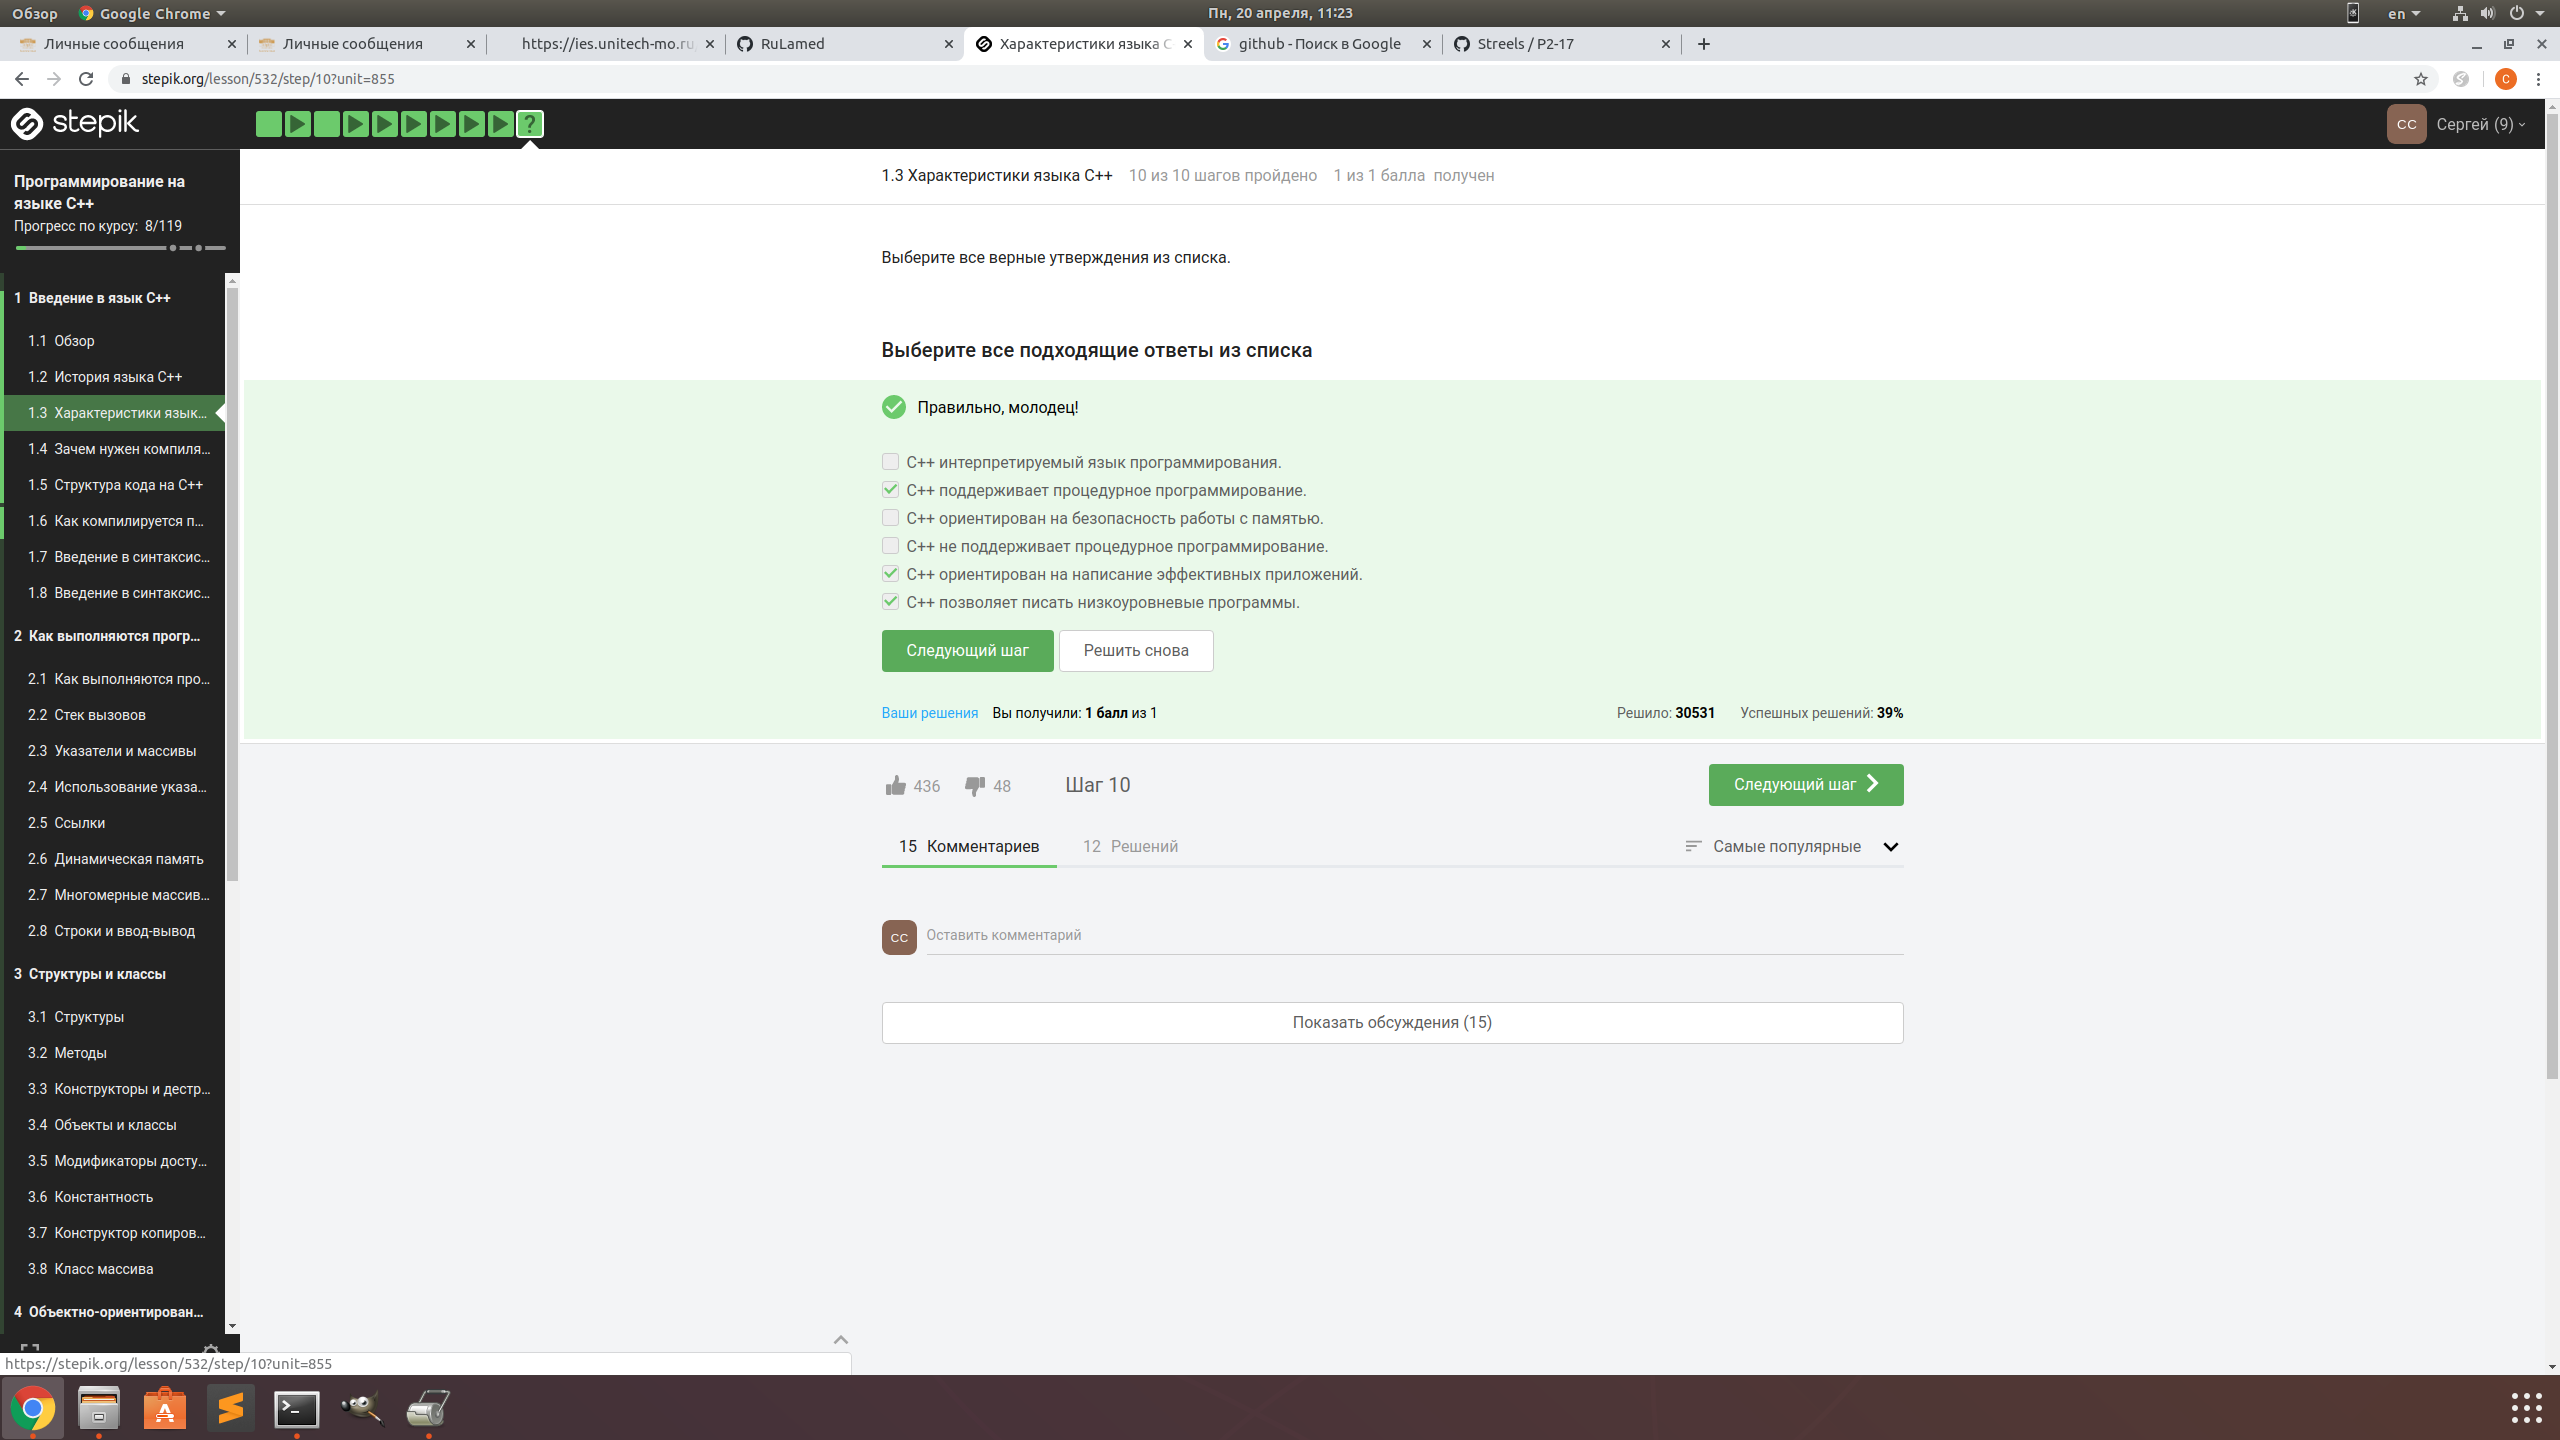 Обзор
Google Chrome
Пн, 20 апреля, 11:23
en
Личные сообщения
Личные сообщения
https://ies.unitech-mo.ru
RuLamed
Характеристики языка C
github - Поиск в Google
Streels / P2-17
stepik.org/lesson/532/step/10?unit=855
C
stepik
?
CC
Сергей (9)
Программирование на
языке C++
Прогресс по курсу: 8/119
1 Введение в язык C++
1.1 Обзор
1.2 История языка C++
1.3 Характеристики язык...
1.4 Зачем нужен компиля...
1.5 Структура кода на C++
1.6 Как компилируется п...
1.7 Введение в синтаксис...
1.8 Введение в синтаксис...
2 Как выполняются прогр...
2.1 Как выполняются про...
2.2 Стек вызовов
2.3 Указатели и массивы
2.4 Использование указа...
2.5 Ссылки
2.6 Динамическая память
2.7 Многомерные массив...
2.8 Строки и ввод-вывод
3 Структуры и классы
3.1 Структуры
3.2 Методы
3.3 Конструкторы и дестр...
3.4 Объекты и классы
3.5 Модификаторы досту...
3.6 Константность
3.7 Конструктор копиров...
3.8 Класс массива
4 Объектно-ориентирован...
1.3 Характеристики языка C++ 10 из 10 шагов пройдено 1 из 1 балла получен
Выберите все верные утверждения из списка.
Выберите все подходящие ответы из списка
Правильно, молодец!
C++ интерпретируемый язык программирования.
C++ поддерживает процедурное программирование.
C++ ориентирован на безопасность работы с памятью.
C++ не поддерживает процедурное программирование.
C++ ориентирован на написание эффективных приложений.
C++ позволяет писать низкоуровневые программы.
Следующий шаг
Решить снова
Ваши решения Вы получили: 1 балл из 1
Решило: 30531 Успешных решений: 39%
436
48
Шаг 10
Следующий шаг
15 Комментариев
12 Решений
Самые популярные
CC
Оставить комментарий
Показать обсуждения (15)
https://stepik.org/lesson/532/step/10?unit=855